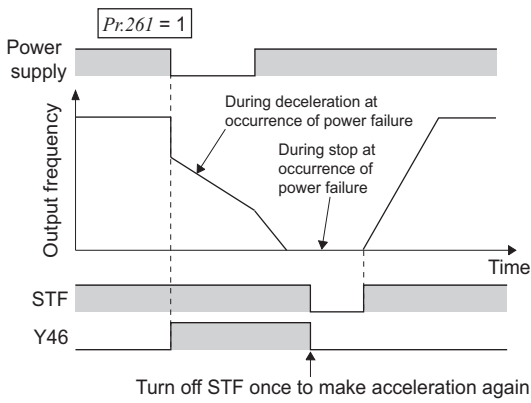 Pr.261 = 1
Power
supply
During deceleration at
occurrence of power failure
During stop at
occurrence of
power failure
Output frequency
Time
STF
Y46
Turn off STF once to make acceleration again